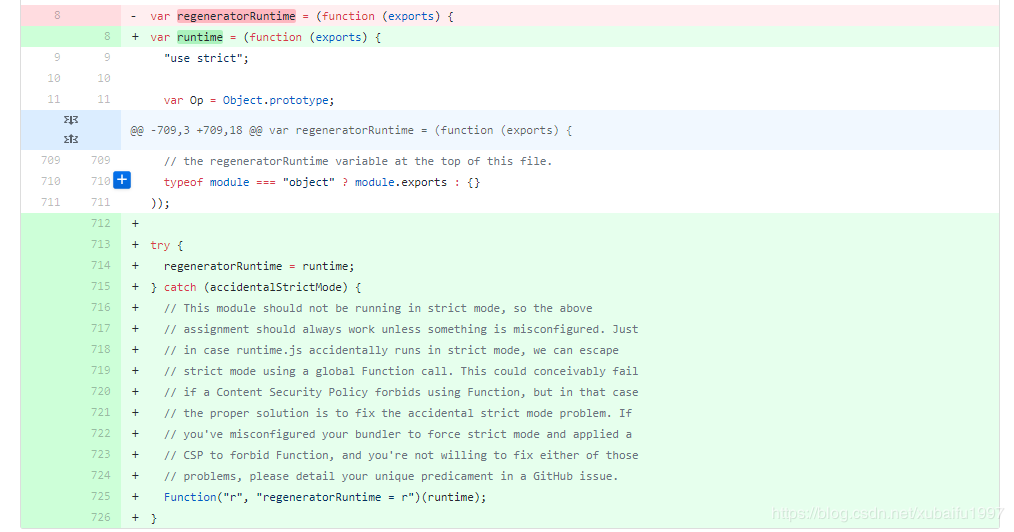 8 - var regeneratorRuntime = (function (exports) {
8 + var runtime = (function (exports) {
9 9 "use strict";
10 10
11 11 var Op = Object.prototype;
@@ -709,3 +709,18 @@ var regeneratorRuntime = (function (exports) {
709 709 // the regeneratorRuntime variable at the top of this file.
710 710 typeof module === "object" ? module.exports : {}
711 711 ));
712 +
713 + try {
714 + regeneratorRuntime = runtime;
715 + } catch (accidentalStrictMode) {
716 + // This module should not be running in strict mode, so the above
717 + // assignment should always work unless something is misconfigured. Just
718 + // in case runtime.js accidentally runs in strict mode, we can escape
719 + // strict mode using a global Function call. This could conceivably fail
720 + // if a Content Security Policy forbids using Function, but in that case
721 + // the proper solution is to fix the accidental strict mode problem. If
722 + // you've misconfigured your bundler to force strict mode and applied a
723 + // CSP to forbid Function, and you're not willing to fix either of those
724 + // problems, please detail your unique predicament in a GitHub issue.
725 + Function("r", "regeneratorRuntime = r")(runtime);
726 + }
https://blog.csdn.net/xubaifu1997